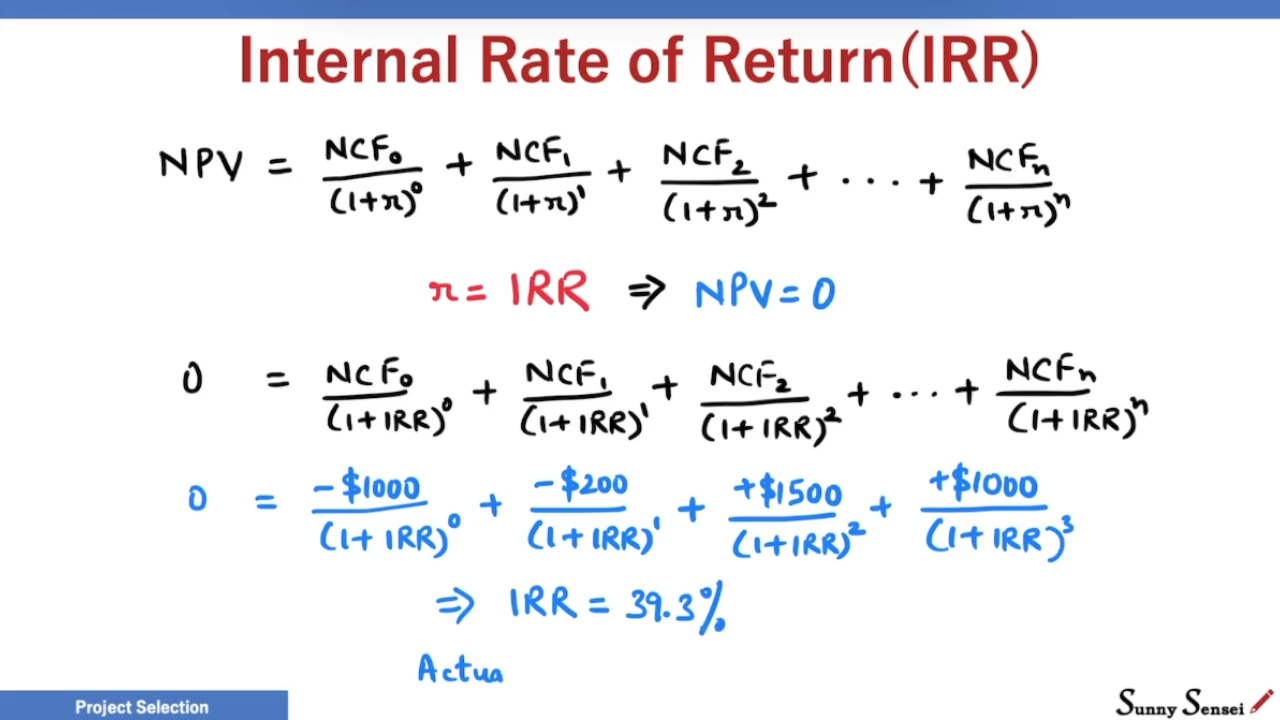 Internal Rate of Return(IRR)
NPV = NCF₀/(1+r)⁰ + NCF₁/(1+r)¹ + NCF₂/(1+r)² + ... + NCFₙ/(1+r)ⁿ
r = IRR ⇒ NPV = 0
0 = NCF₀/(1+IRR)⁰ + NCF₁/(1+IRR)¹ + NCF₂/(1+IRR)² + ... + NCFₙ/(1+IRR)ⁿ
0 = -$1000/(1+IRR)⁰ + -$200/(1+IRR)¹ + +$1500/(1+IRR)² + +$1000/(1+IRR)³
⇒ IRR = 39.3%
Actua
Project Selection
Sunny Sensei